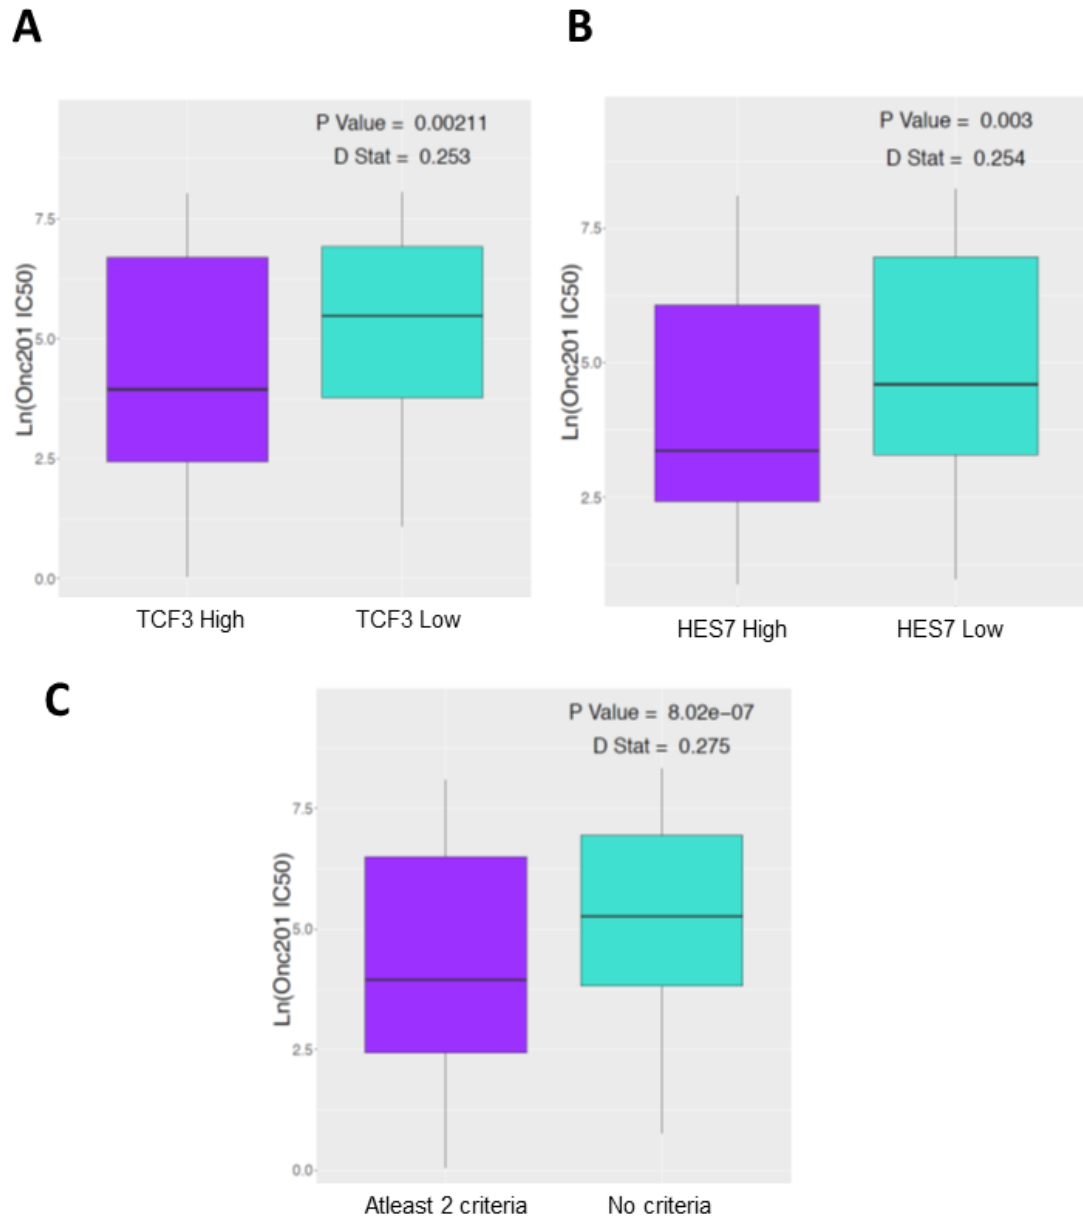 A
P Value = 0.00211
D Stat = 0.253
Ln(Onc201 IC50)
7.5
5.0
2.5
0.0
TCF3 High TCF3 Low
B
P Value = 0.003
D Stat = 0.254
Ln(Onc201 IC50)
7.5
5.0
2.5
HES7 High HES7 Low
C
P Value = 8.02e−07
D Stat = 0.275
Ln(Onc201 IC50)
7.5
5.0
2.5
0.0
Atleast 2 criteria No criteria